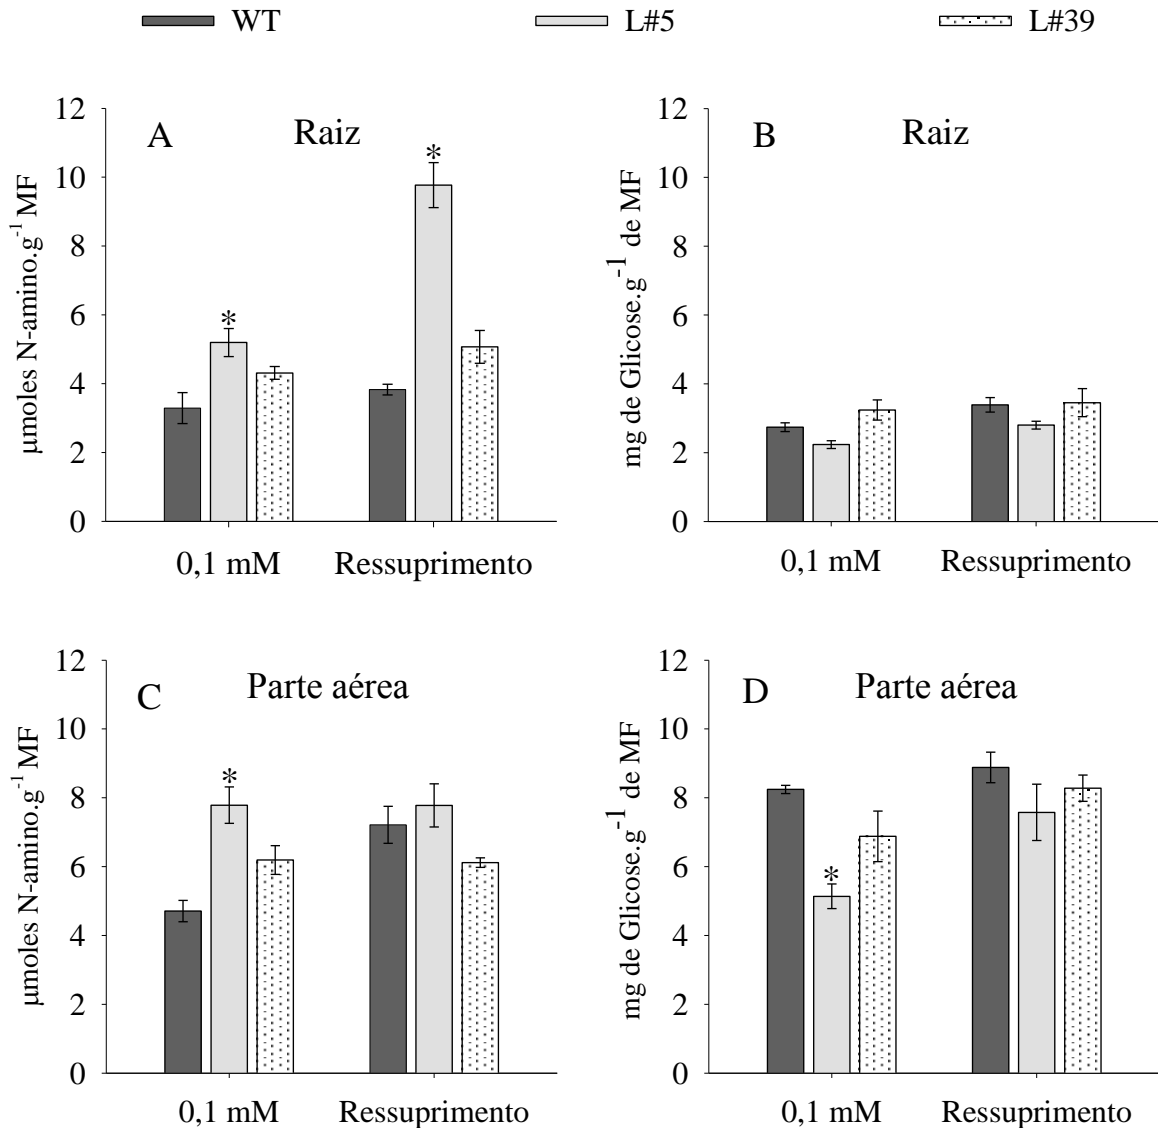 WT L#5 L#39
A Raiz
* *
µmoles N-amino.g⁻¹ MF
12
10
8
6
4
2
0
0,1 mM Ressuprimento
B Raiz
mg de Glicose.g⁻¹ de MF
12
10
8
6
4
2
0
0,1 mM Ressuprimento
C Parte aérea
*
µmoles N-amino.g⁻¹ MF
12
10
8
6
4
2
0
0,1 mM Ressuprimento
D Parte aérea
*
mg de Glicose.g⁻¹ de MF
12
10
8
6
4
2
0
0,1 mM Ressuprimento